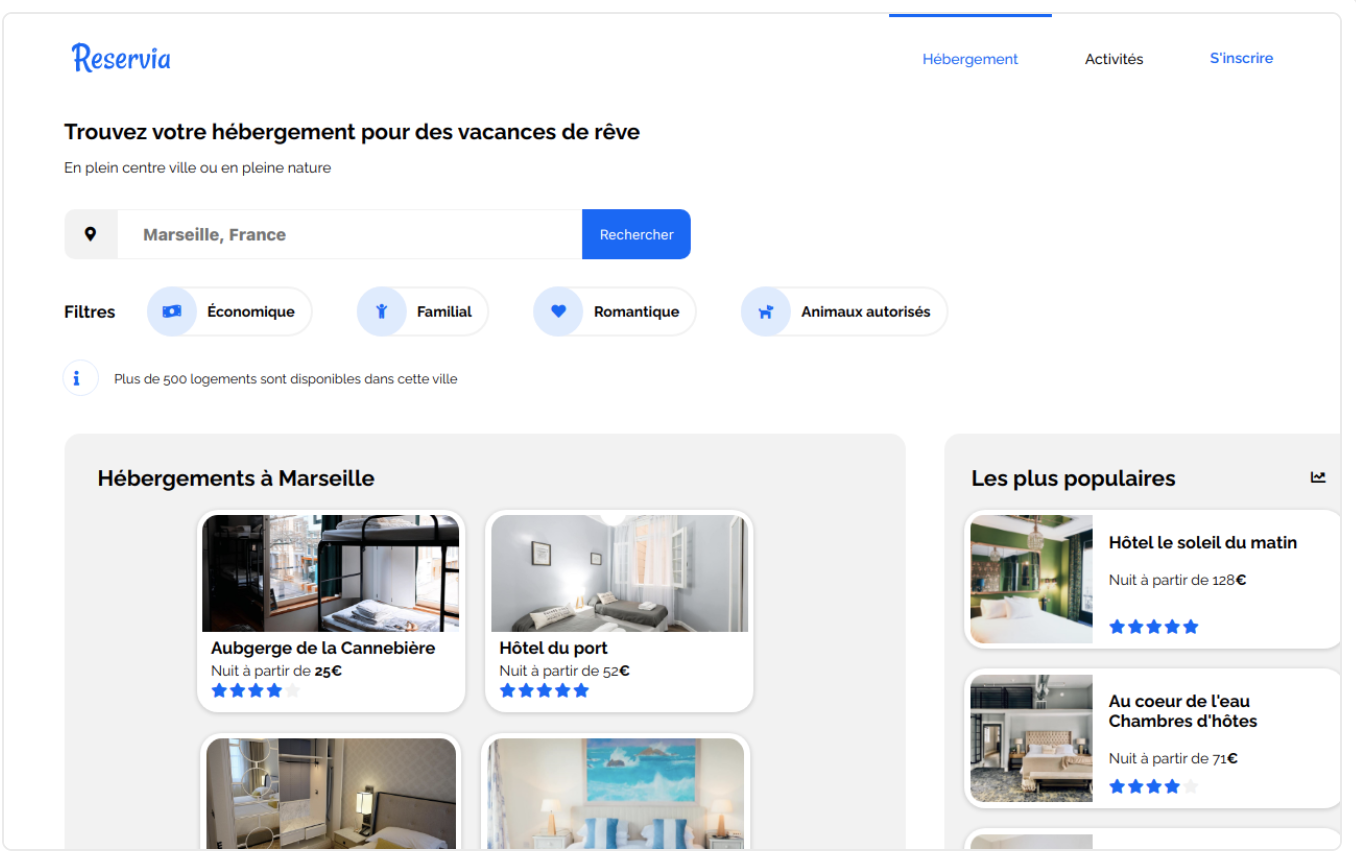 Reservia
Hébergement
Activités
S'inscrire
Trouvez votre hébergement pour des vacances de rêve
En plein centre ville ou en pleine nature
Marseille, France
Rechercher
Filtres
Économique
Familial
Romantique
Animaux autorisés
Plus de 500 logements sont disponibles dans cette ville
Hébergements à Marseille
Aubgerge de la Cannebière
Nuit à partir de 25€
Hôtel du port
Nuit à partir de 52€
Les plus populaires
Hôtel le soleil du matin
Nuit à partir de 128€
Au coeur de l'eau
Chambres d'hôtes
Nuit à partir de 71€